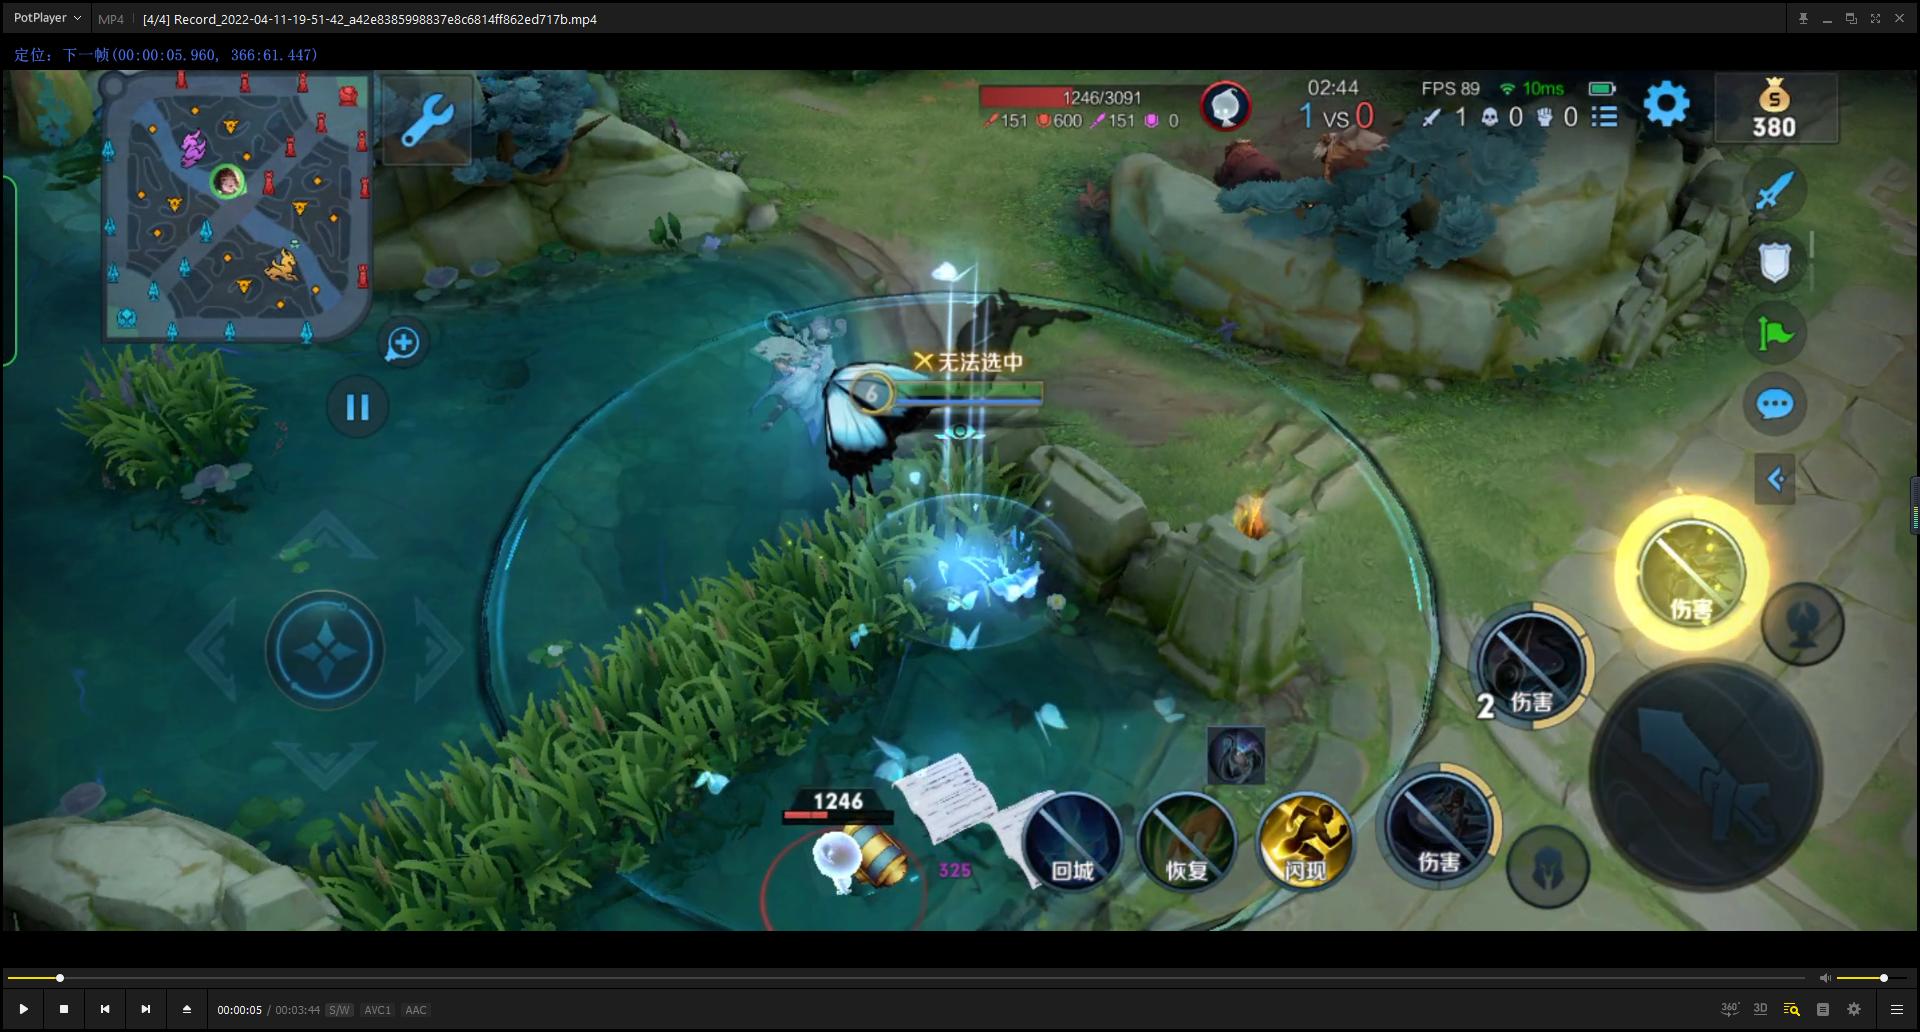 PotPlayer MP4 [4/4] Record_2022-04-11-19-51-42_a42e8385998837e8c6814ff862ed717b.mp4
定位: 下一帧(00:00:05.960, 366:61.447)
1246/3091
151 600 151 0
02:44
1 VS 0
FPS 89 10ms
1 0 0
380
无法选中
6
伤害
2 伤害
1246
325
回城
恢复
闪现
伤害
00:00:05 / 00:03:44 S/W AVC1 AAC
360° 3D